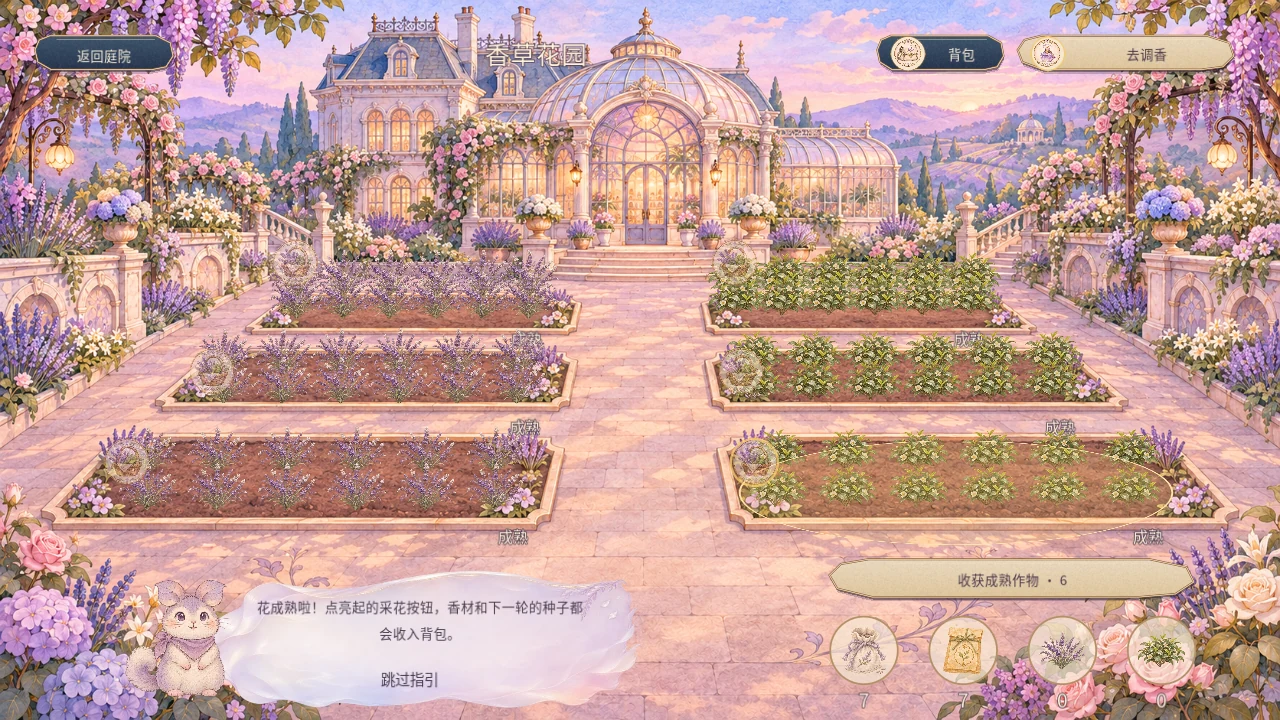 返回庭院
香草花园
背包
去调香
成熟
成熟
成熟
成熟
成熟
成熟
花成熟啦！点亮起的采花按钮，香材和下一轮的种子都
会收入背包。
跳过指引
收获成熟作物 · 6
7
7
0
0